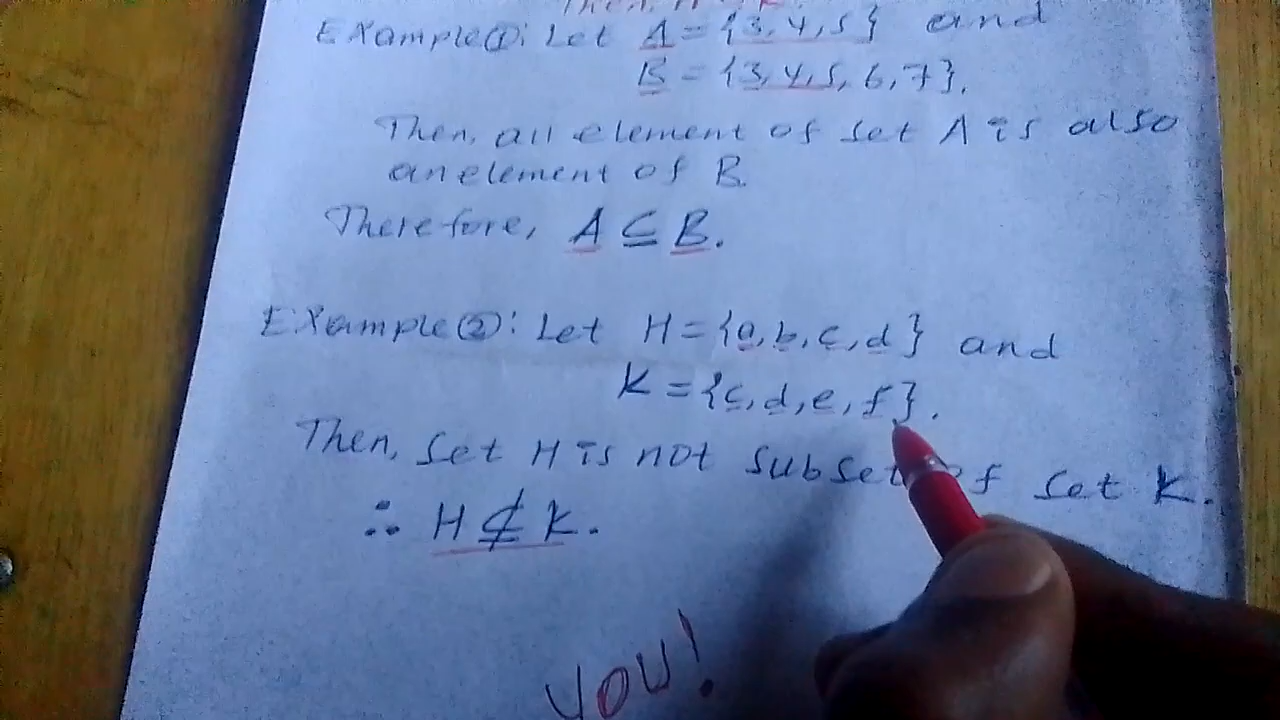 Example①: Let A = {3,4,5} and
B = {3,4,5,6,7}.
Then, all element of set A is also
an element of B.
Therefore, A ⊆ B.
Example②: Let H = {a,b,c,d} and
K = {c,d,e,f}.
Then, set H is not subset of set K.
∴ H ⊈ K.
you!